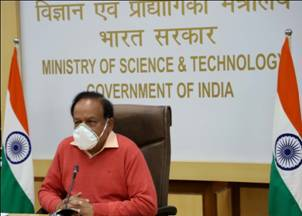 विज्ञान एवं प्रौद्योगिकी मंत्रालय
भारत सरकार
MINISTRY OF SCIENCE & TECHNOLOGY
GOVERNMENT OF INDIA